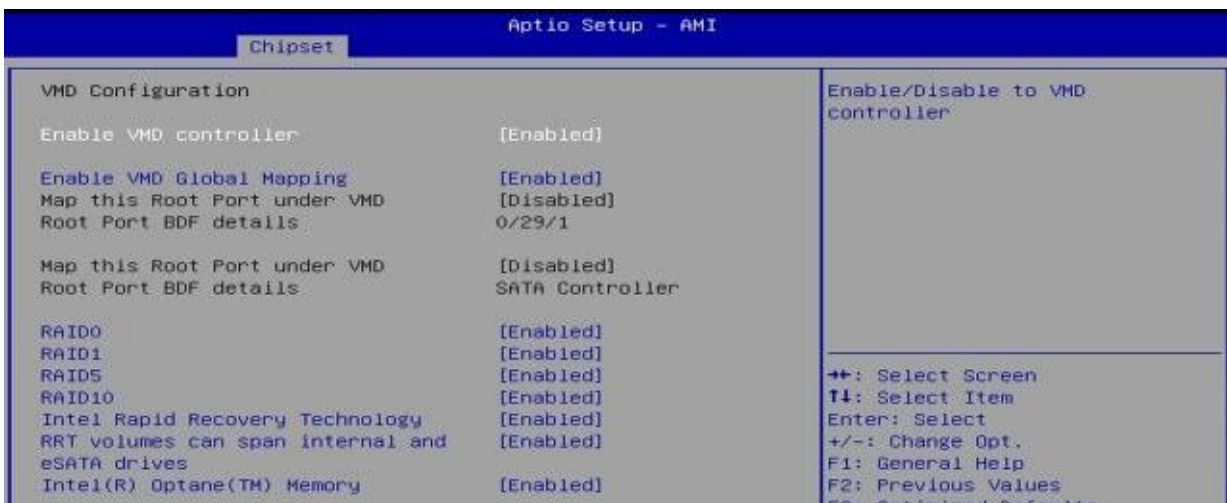 Aptio Setup - AMI
Chipset
VMD Configuration
Enable VMD controller [Enabled]
Enable VMD Global Mapping [Enabled]
Map this Root Port under VMD [Disabled]
Root Port BDF details 0/29/1
Map this Root Port under VMD [Disabled]
Root Port BDF details SATA Controller
RAID0 [Enabled]
RAID1 [Enabled]
RAID5 [Enabled]
RAID10 [Enabled]
Intel Rapid Recovery Technology [Enabled]
RRT volumes can span internal and [Enabled]
eSATA drives
Intel(R) Optane(TM) Memory [Enabled]
Enable/Disable to VMD
controller
→←: Select Screen
↑↓: Select Item
Enter: Select
+/-: Change Opt.
F1: General Help
F2: Previous Values